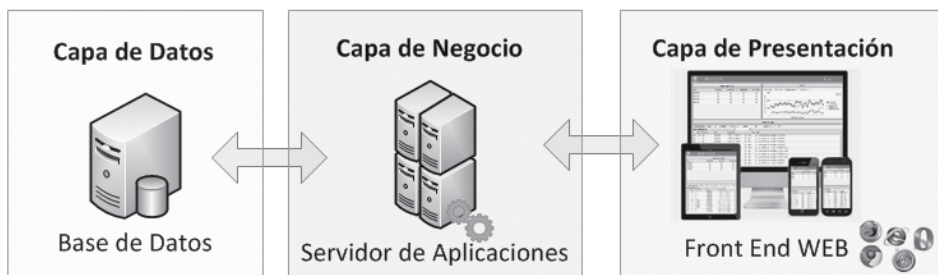 Capa de Datos
Base de Datos
Capa de Negocio
Servidor de Aplicaciones
Capa de Presentación
Front End WEB